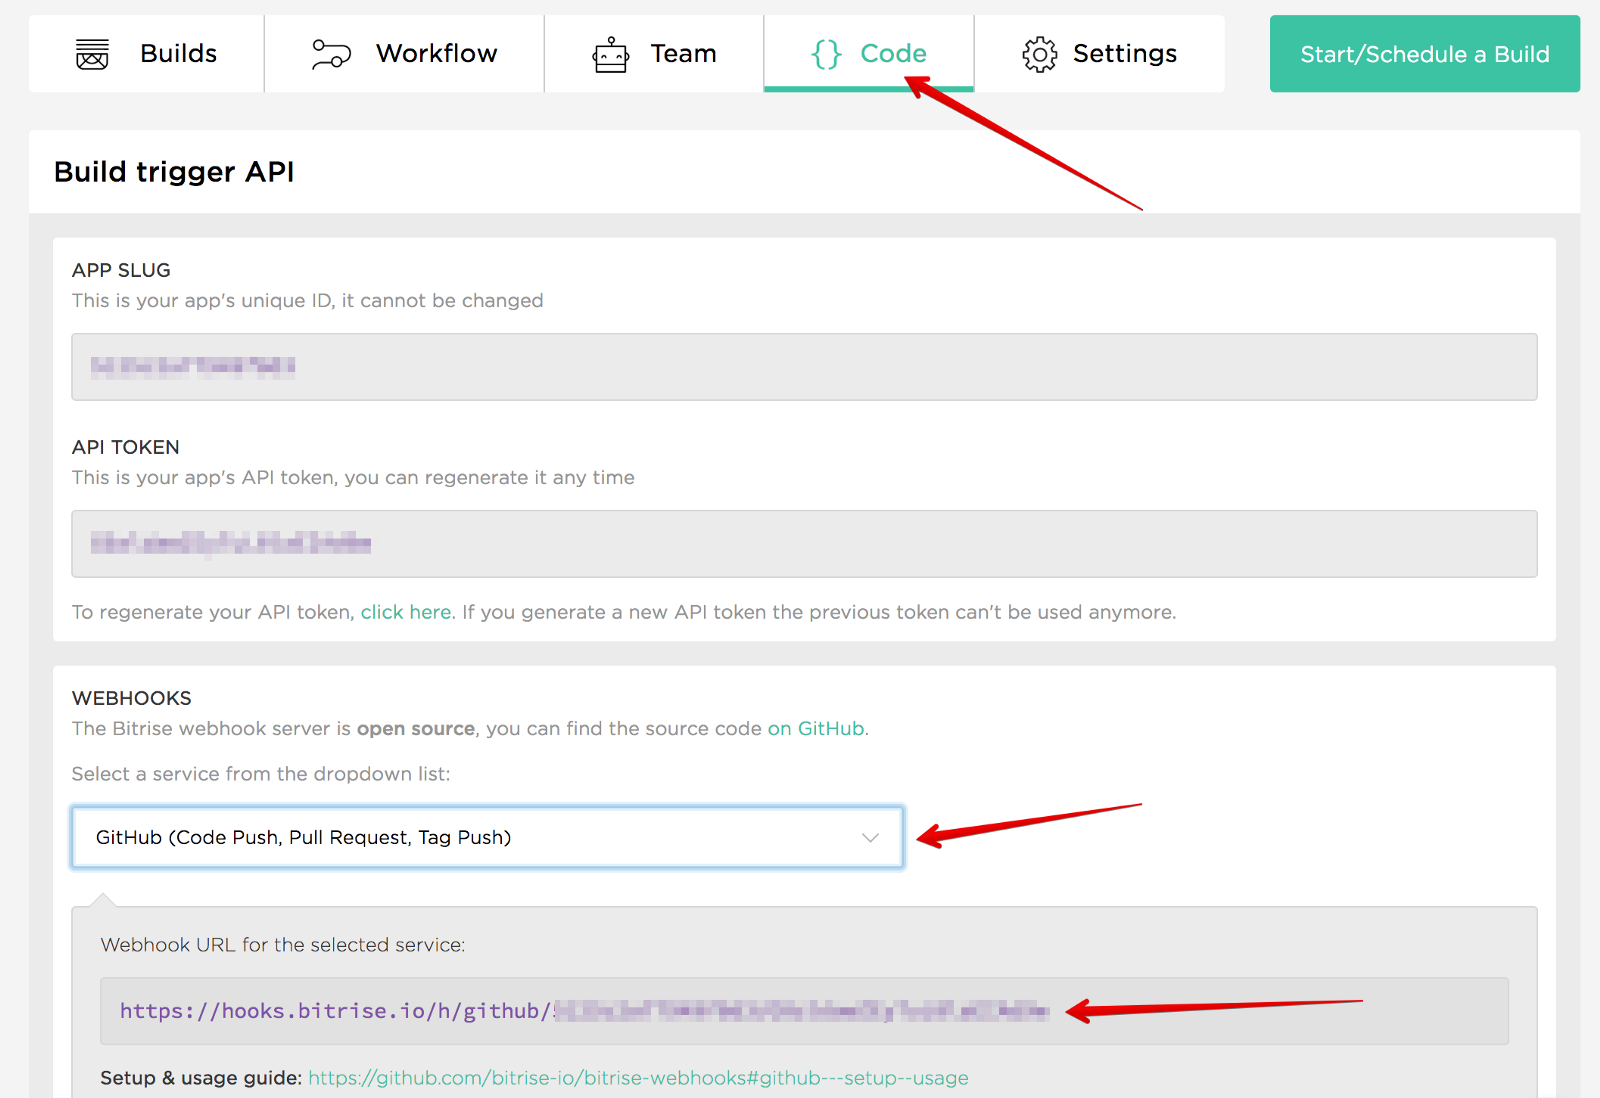 Builds
Workflow
Team
{} Code
Settings
Start/Schedule a Build
Build trigger API
APP SLUG
This is your app's unique ID, it cannot be changed
API TOKEN
This is your app's API token, you can regenerate it any time
To regenerate your API token, click here. If you generate a new API token the previous token can't be used anymore.
WEBHOOKS
The Bitrise webhook server is open source, you can find the source code on GitHub.
Select a service from the dropdown list:
GitHub (Code Push, Pull Request, Tag Push)
Webhook URL for the selected service:
https://hooks.bitrise.io/h/github/
Setup & usage guide: https://github.com/bitrise-io/bitrise-webhooks#github---setup--usage